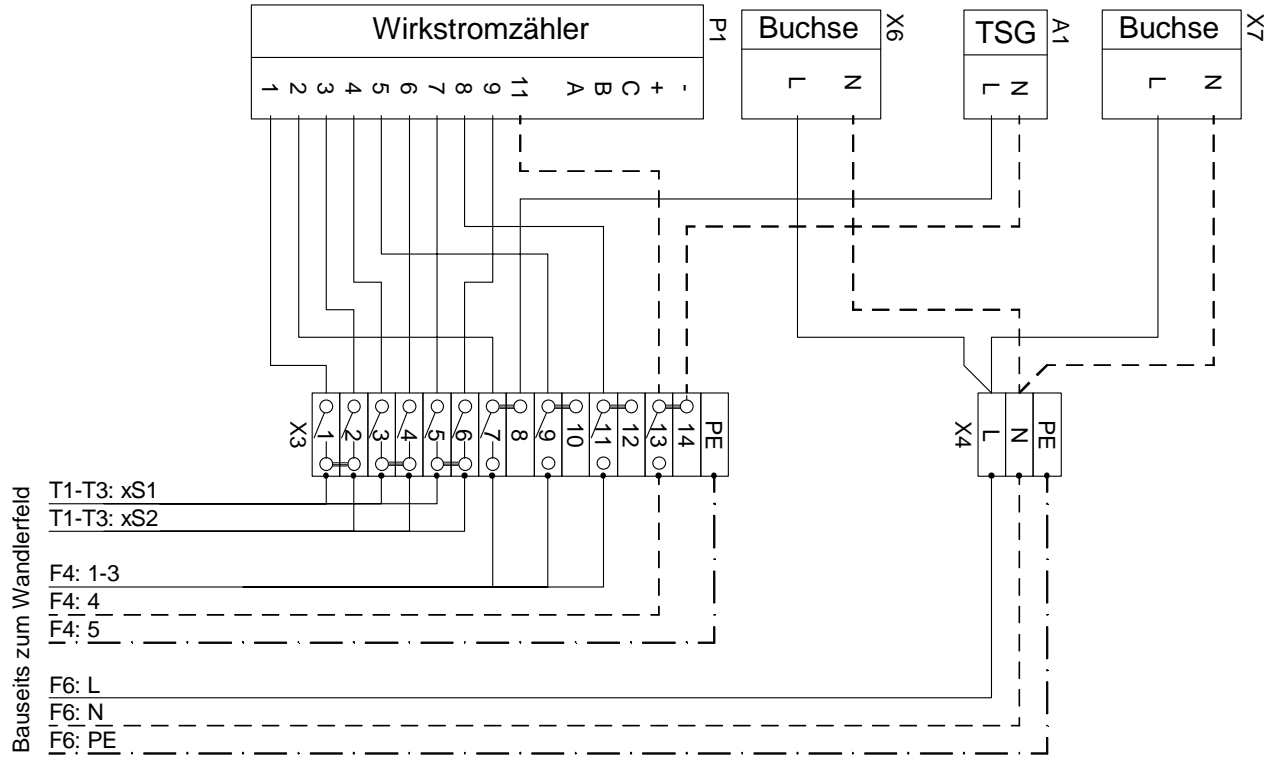 Wirkstromzähler
P1
1 2 3 4 5 6 7 8 9 11 A B C + -
Buchse
X6
L N
TSG
A1
L N
Buchse
X7
L N
X3
1 2 3 4 5 6 7 8 9 10 11 12 13 14 PE
X4
L N PE
Bauseits zum Wandlerfeld
T1-T3: xS1
T1-T3: xS2
F4: 1-3
F4: 4
F4: 5
F6: L
F6: N
F6: PE